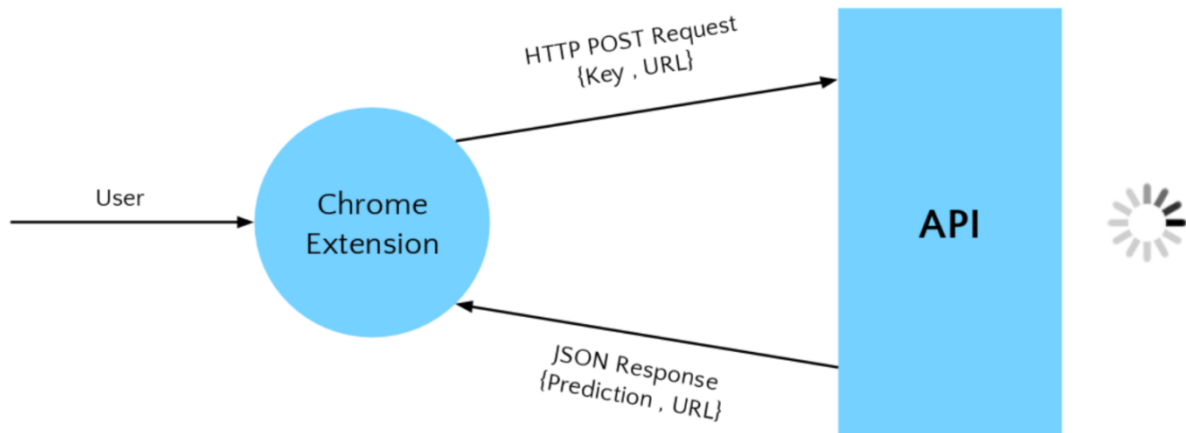 HTTP POST Request
{Key , URL}
User
Chrome
Extension
API
JSON Response
{Prediction , URL}